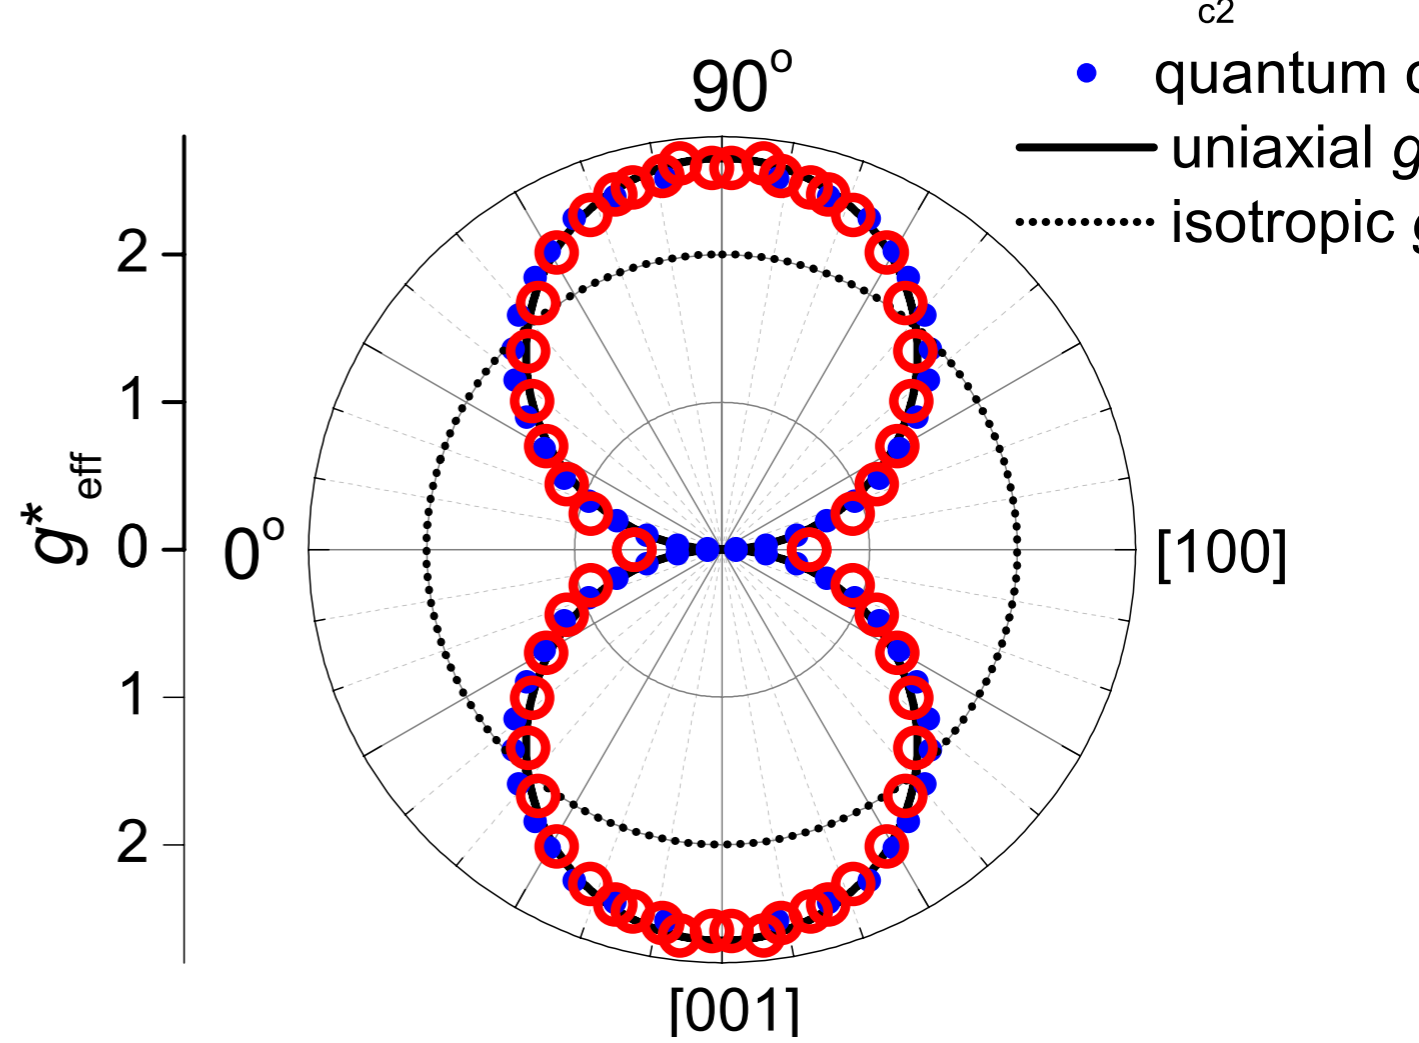 c2
quantum
90°
uniaxial g
isotropic
2
1
g*eff
0
0°
[100]
1
2
[001]